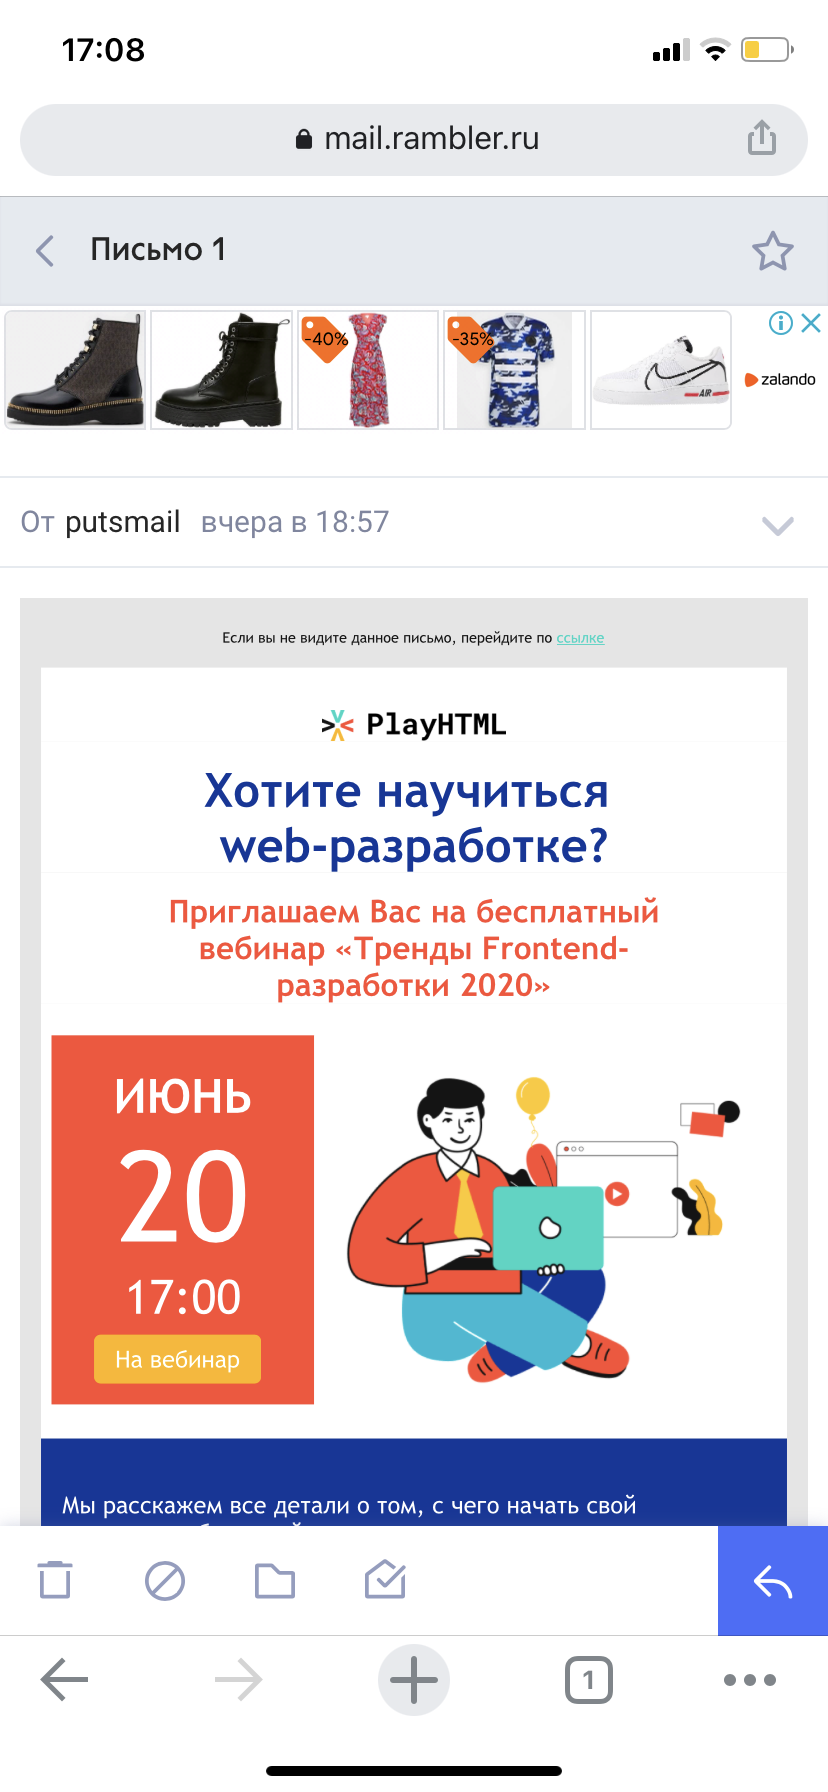 17:08
mail.rambler.ru
Письмо 1
-40%
-35%
AIR
zalando
От putsmail вчера в 18:57
Если вы не видите данное письмо, перейдите по ссылке
PlayHTML
Хотите научиться
web-разработке?
Приглашаем Вас на бесплатный
вебинар «Тренды Frontend-
разработки 2020»
ИЮНЬ
20
17:00
На вебинар
Мы расскажем все детали о том, с чего начать свой
1